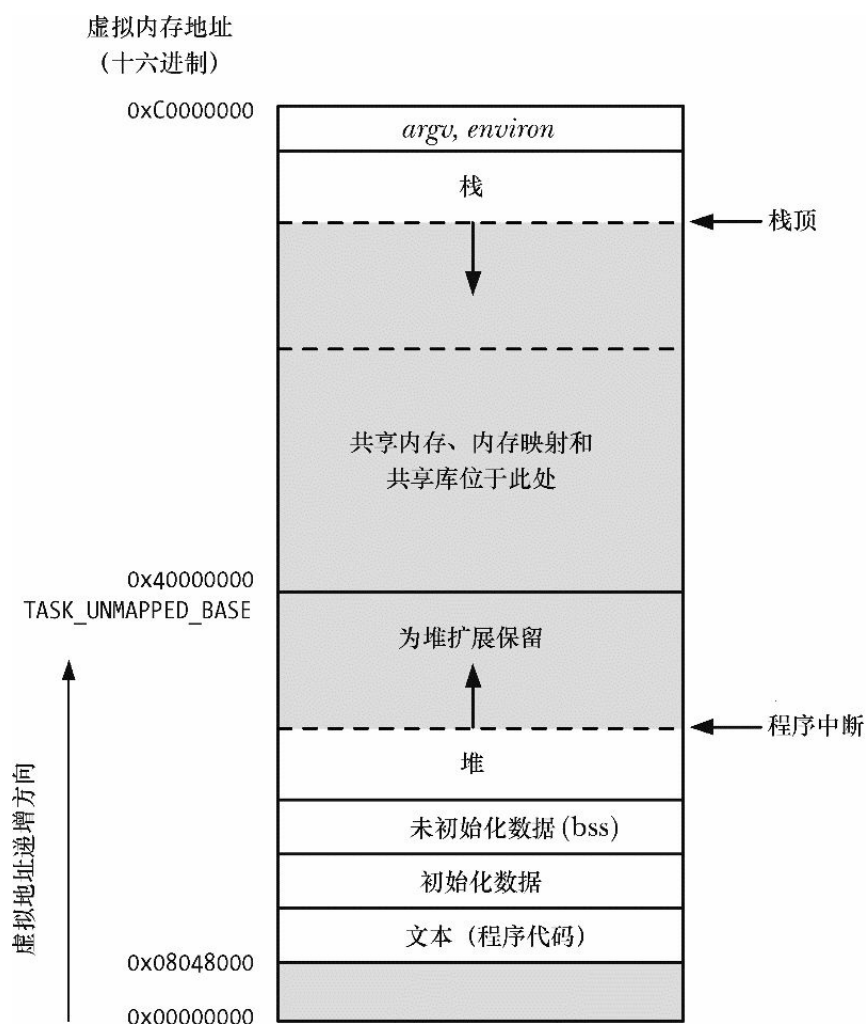 虚拟内存地址
（十六进制）
0xC0000000
argv, environ
栈
栈顶
共享内存、内存映射和
共享库位于此处
0x40000000
TASK_UNMAPPED_BASE
为堆扩展保留
程序中断
堆
未初始化数据 (bss)
初始化数据
文本（程序代码）
0x08048000
0x00000000
虚拟地址递增方向